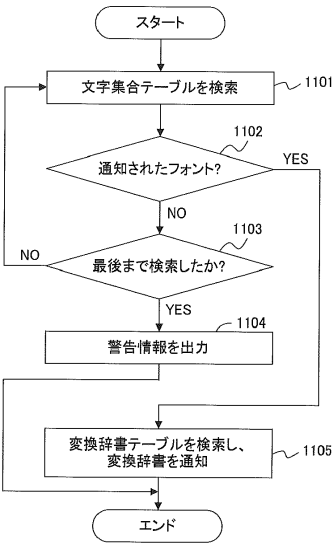 スタート
文字集合テーブルを検索
1101
1102
通知されたフォント?
YES
NO
1103
最後まで検索したか?
NO
YES
1104
警告情報を出力
変換辞書テーブルを検索し、
変換辞書を通知
1105
エンド